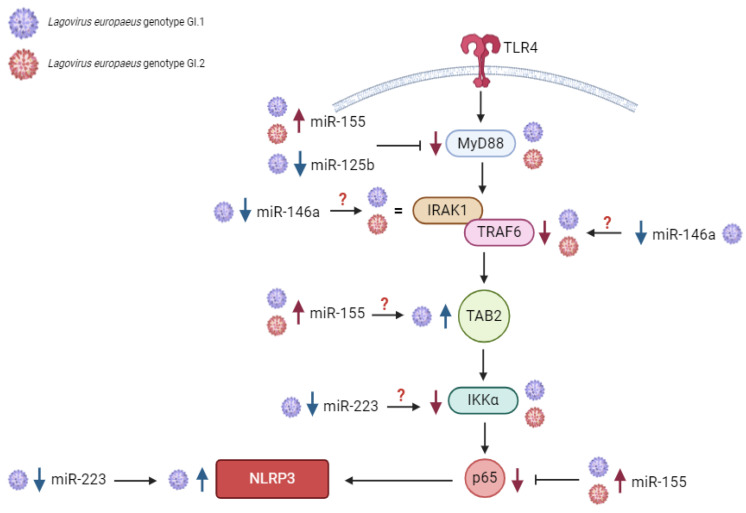 Lagovirus europaeus genotype GI.1
Lagovirus europaeus genotype GI.2
TLR4
miR-155
miR-125b
MyD88
miR-146a
?
=
IRAK1
TRAF6
?
miR-146a
miR-155
?
TAB2
miR-223
?
IKKα
miR-223
NLRP3
p65
miR-155